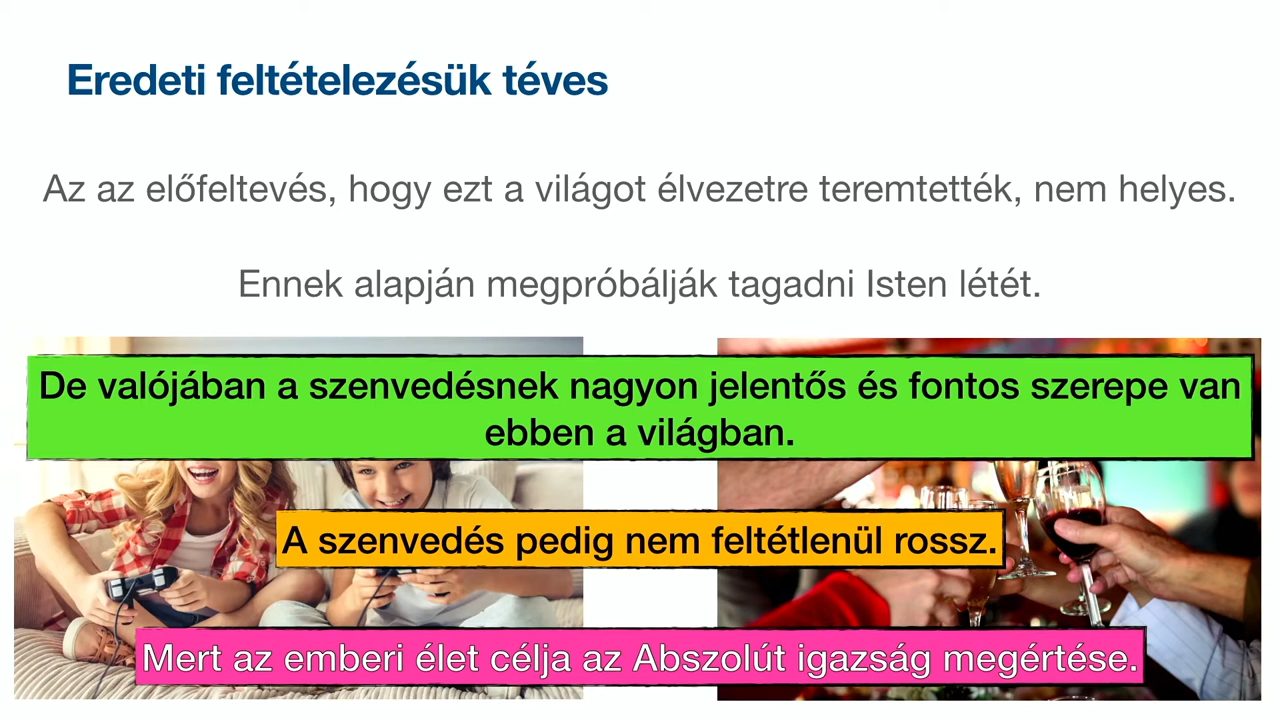 Eredeti feltételezésük téves
Az az előfeltevés, hogy ezt a világot élvezetre teremtették, nem helyes.
Ennek alapján megpróbálják tagadni Isten létét.
De valójában a szenvedésnek nagyon jelentős és fontos szerepe van
ebben a világban.
A szenvedés pedig nem feltétlenül rossz.
Mert az emberi élet célja az Abszolút igazság megértése.